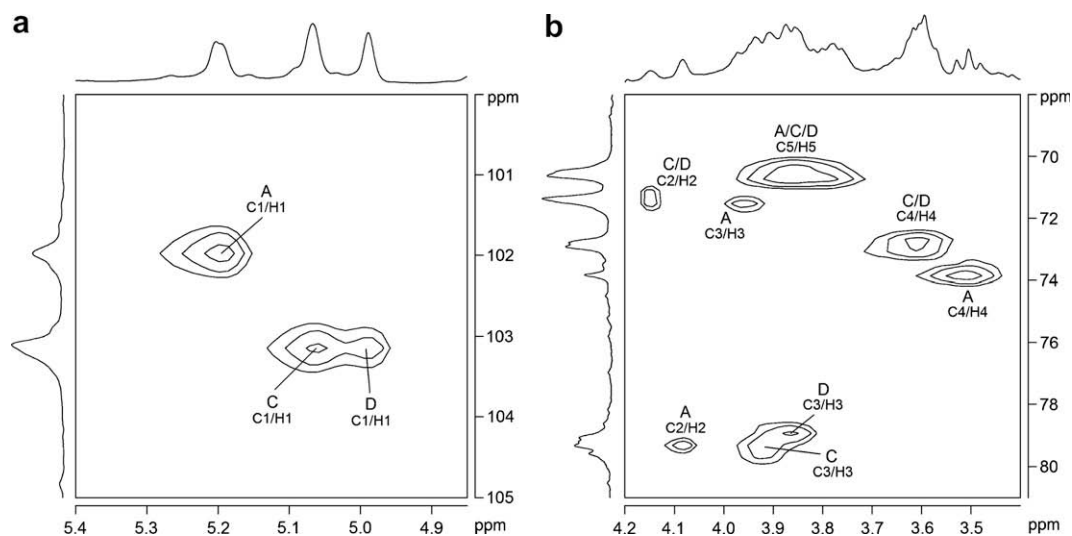 a
ppm
101
102
103
104
105
A
C1/H1
C
C1/H1
D
C1/H1
5.4
5.3
5.2
5.1
5.0
4.9
ppm
b
ppm
70
72
74
76
78
80
A/C/D
C5/H5
C/D
C2/H2
A
C3/H3
C/D
C4/H4
A
C4/H4
A
C2/H2
D
C3/H3
C
C3/H3
4.2
4.1
4.0
3.9
3.8
3.7
3.6
3.5
ppm